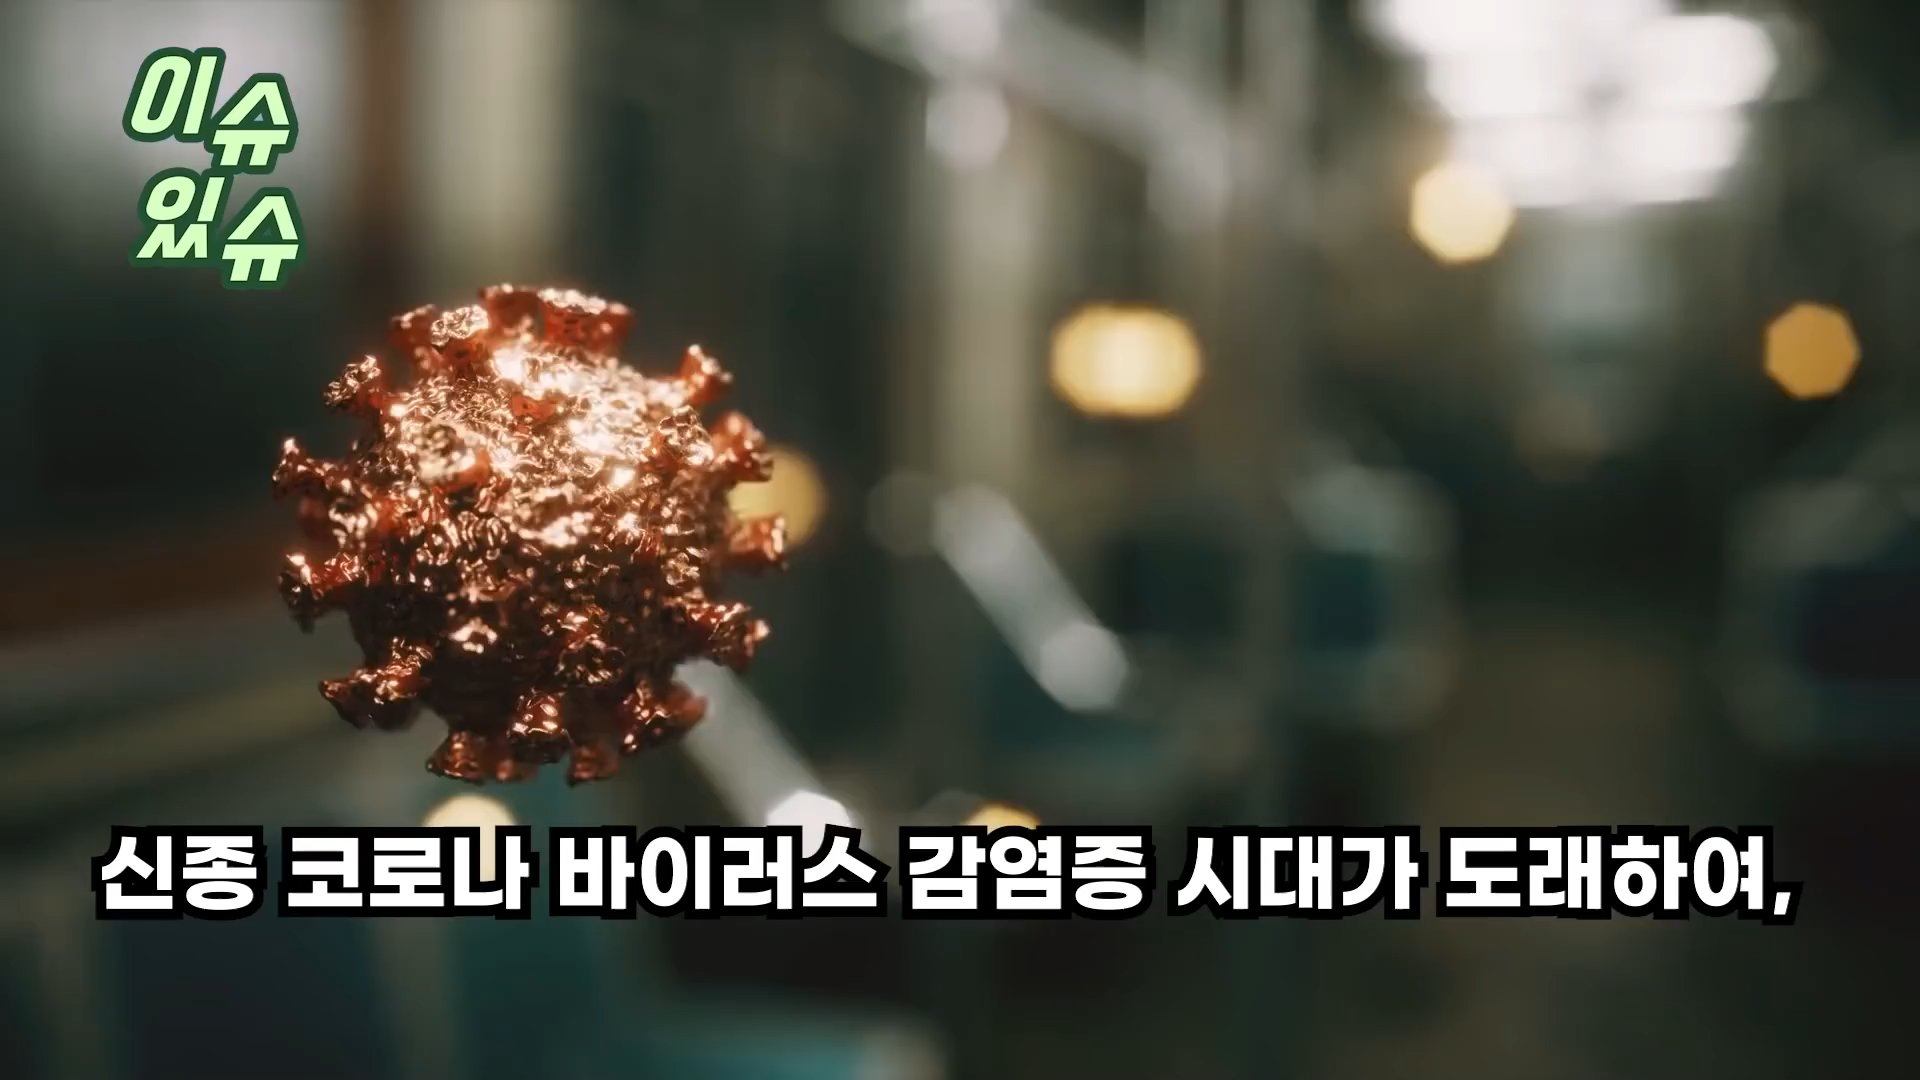 이슈
있슈
신종 코로나 바이러스 감염증 시대가 도래하여,